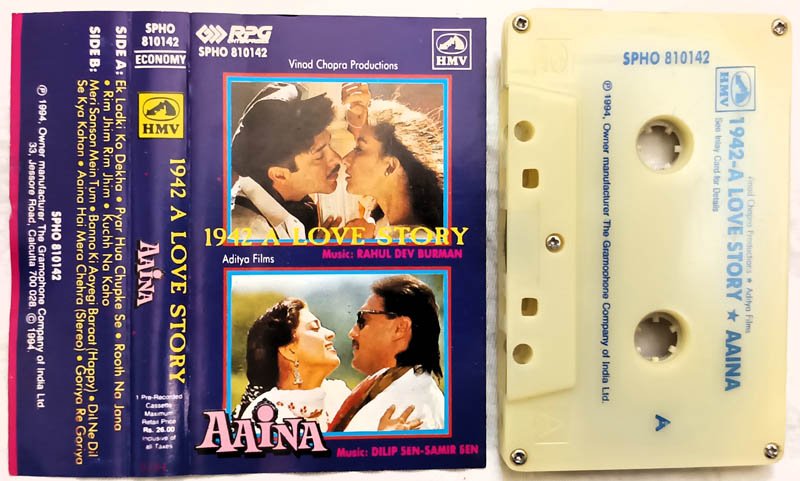 SPHO 810142
SIDE A: Ek Ladki Ko Dekha • Pyar Hua Chupke Se • Rooth Na Jana
• Rim Jhim Rim Jhim • Kuchh Na Kaho
SIDE B: Meri Sanson Mein Tum • Banno Ki Aayegi Baraat (Happy) • Dil Ne Dil
Se Kya Kahan • Aaina Hai Mera Chehra (Stereo) • Goriya Re Goriya
℗ 1994, Owner manufacturer The Gramophone Company of India Ltd.
33, Jessore Road, Calcutta 700 028 © 1994.
SPHO
810142
ECONOMY
HMV
1942 A LOVE STORY
AAINA
1 Pre-Recorded
Cassette
Maximum
Retail Price
Rs. 26.00
Inclusive of
all Taxes
RPG
SPHO 810142
HMV
Vinod Chopra Productions
1942 A LOVE STORY
Music: RAHUL DEV BURMAN
Aditya Films
AAINA
Music: DILIP SEN-SAMIR SEN
SPHO 810142
HMV
1942-A LOVE STORY ★ AAINA
Vinod Chopra Productions • Aditya Films
See Inlay Card for Details
℗ 1994, Owner manufacturer The Gramophone Company of India Ltd.
A